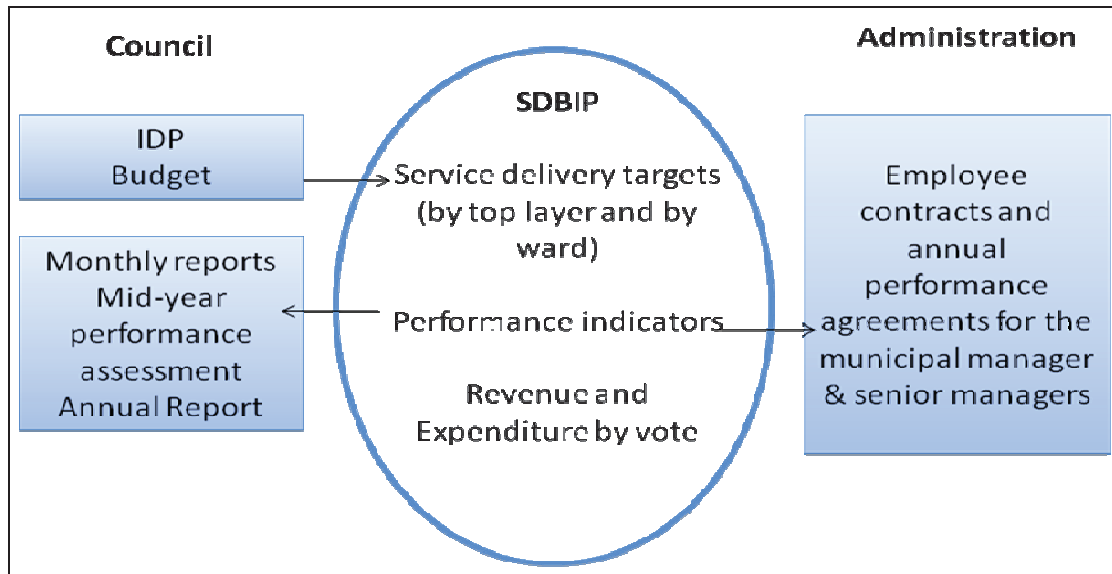 Council
IDP
Budget
Monthly reports
Mid-year
performance
assessment
Annual Report
SDBIP
Service delivery targets
(by top layer and by
ward)
Performance indicators
Revenue and
Expenditure by vote
Administration
Employee
contracts and
annual
performance
agreements for the
municipal manager
& senior managers